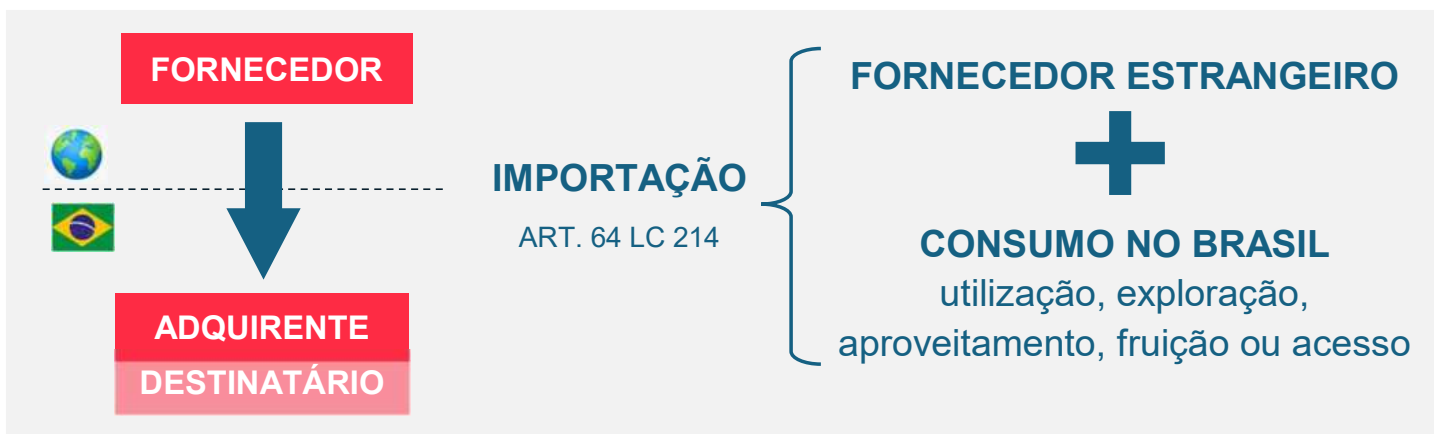 FORNECEDOR
ADQUIRENTE
DESTINATÁRIO
IMPORTAÇÃO
ART. 64 LC 214
FORNECEDOR ESTRANGEIRO
CONSUMO NO BRASIL
utilização, exploração,
aproveitamento, fruição ou acesso